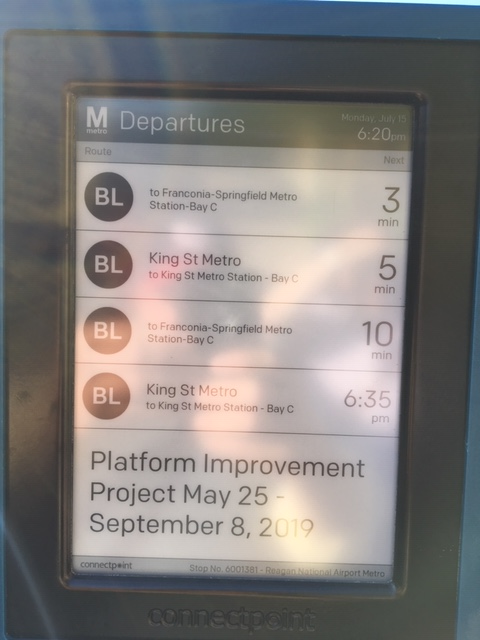 M
metro
Departures
Monday, July 15
6:20pm
Route
Next
BL
to Franconia-Springfield Metro
Station-Bay C
3
min
BL
King St Metro
to King St Metro Station - Bay C
5
min
BL
to Franconia-Springfield Metro
Station-Bay C
10
min
BL
King St Metro
to King St Metro Station - Bay C
6:35
pm
Platform Improvement
Project May 25 -
September 8, 2019
connectpoint
Stop No. 6001381 - Reagan National Airport Metro
connectpoint